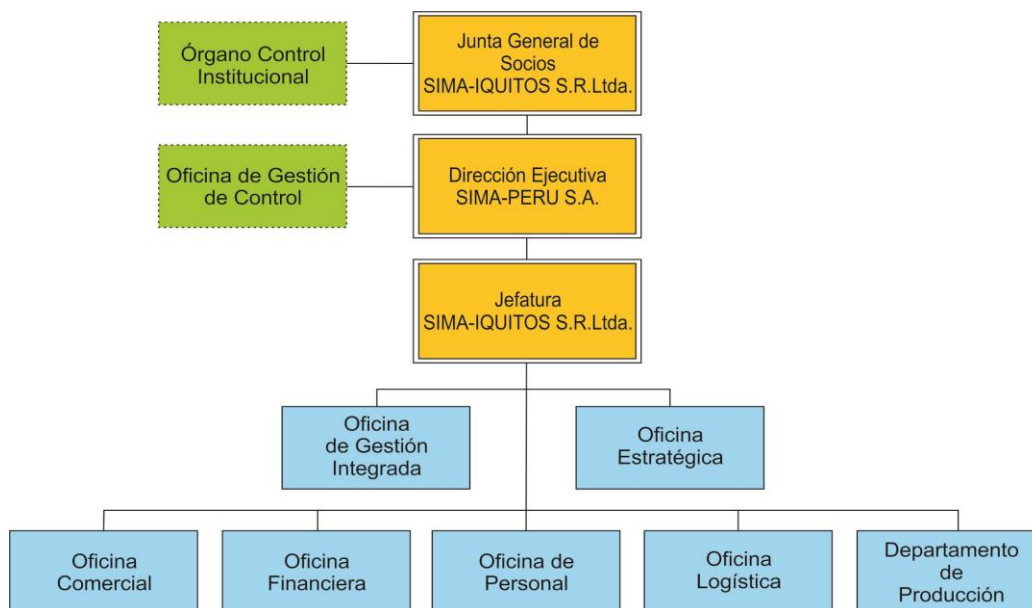 Órgano Control
Institucional
Junta General de
Socios
SIMA-IQUITOS S.R.Ltda.
Oficina de Gestión
de Control
Dirección Ejecutiva
SIMA-PERU S.A.
Jefatura
SIMA-IQUITOS S.R.Ltda.
Oficina
de Gestión
Integrada
Oficina
Estratégica
Oficina
Comercial
Oficina
Financiera
Oficina de
Personal
Oficina
Logística
Departamento
de
Producción